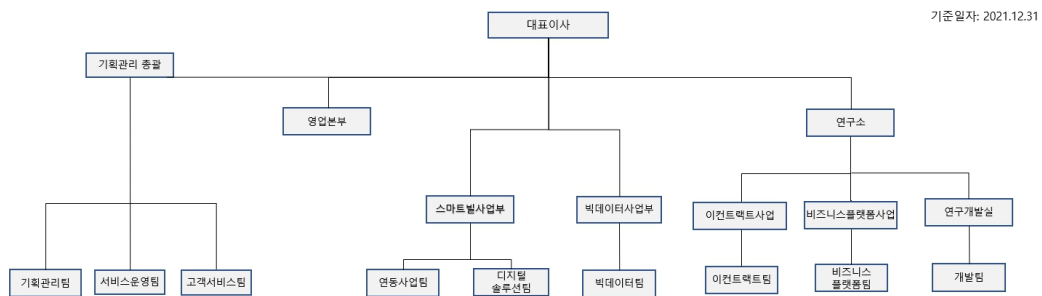 기준일자: 2021.12.31
대표이사
기획관리 총괄
영업본부
연구소
스마트빌사업부
빅데이터사업부
이컨트랙트사업
비즈니스플랫폼사업
연구개발실
기획관리팀
서비스운영팀
고객서비스팀
연동사업팀
디지털
솔루션팀
빅데이터팀
이컨트랙트팀
비즈니스
플랫폼팀
개발팀